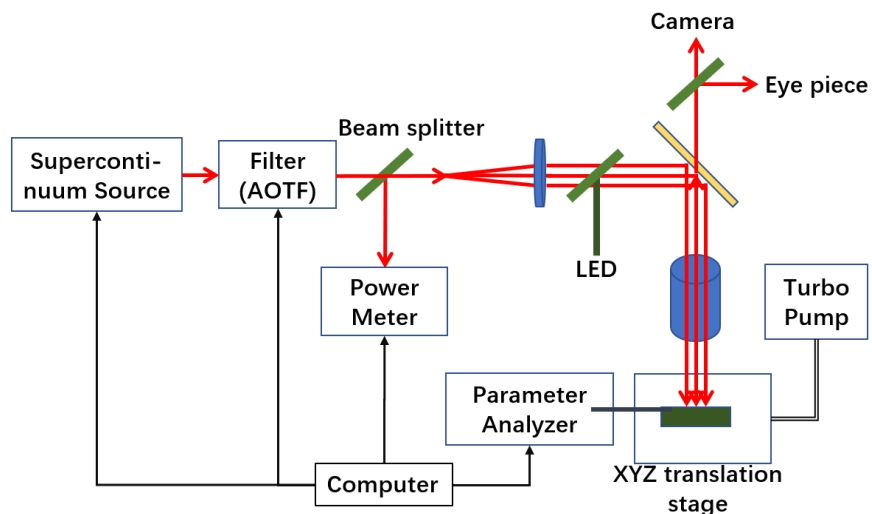 Camera
Eye piece
Beam splitter
Superconti-
nuum Source
Filter
(AOTF)
LED
Power
Meter
Turbo
Pump
Parameter
Analyzer
XYZ translation
stage
Computer